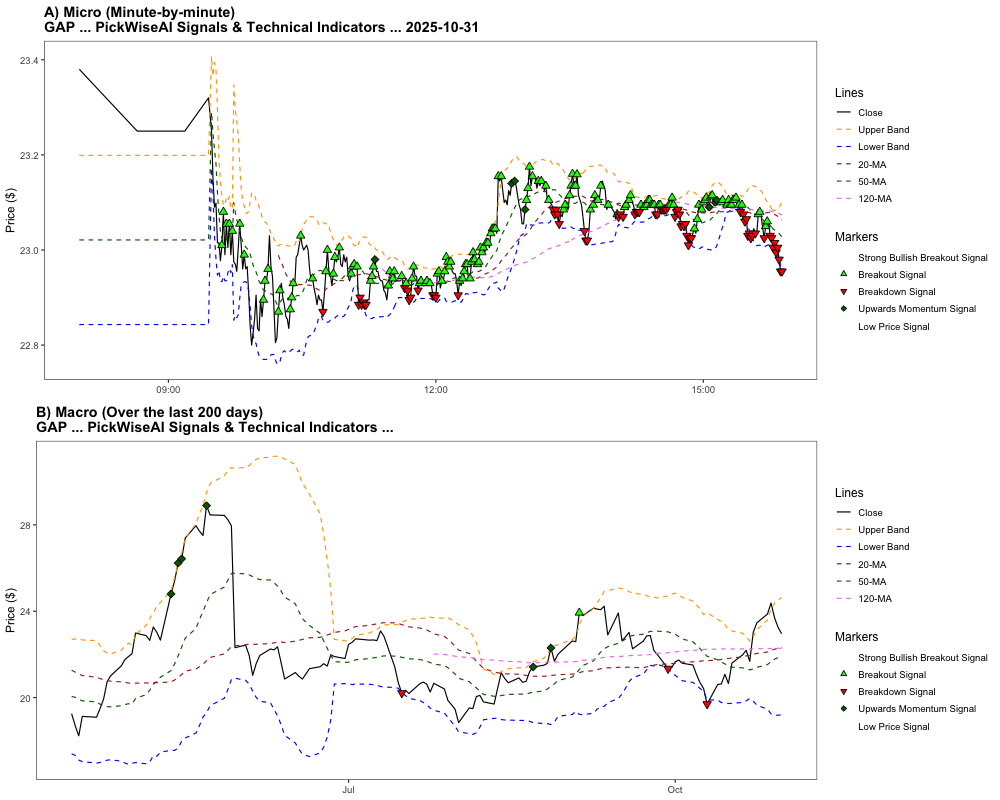 A) Micro (Minute-by-minute)
GAP ... PickWiseAI Signals & Technical Indicators ... 2025-10-31
Price ($)
23.4
23.2
23.0
22.8
09:00
12:00
15:00
Lines
Close
Upper Band
Lower Band
20-MA
50-MA
120-MA
Markers
Strong Bullish Breakout Signal
Breakout Signal
Breakdown Signal
Upwards Momentum Signal
Low Price Signal
B) Macro (Over the last 200 days)
GAP ... PickWiseAI Signals & Technical Indicators ...
Price ($)
28
24
20
Jul
Oct
Lines
Close
Upper Band
Lower Band
20-MA
50-MA
120-MA
Markers
Strong Bullish Breakout Signal
Breakout Signal
Breakdown Signal
Upwards Momentum Signal
Low Price Signal